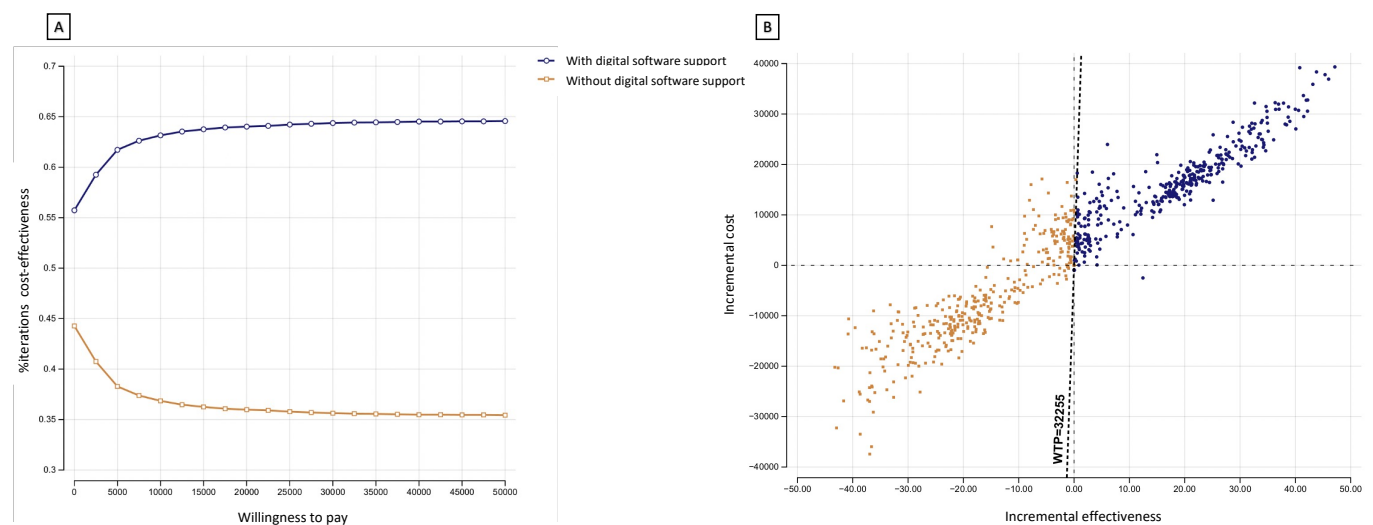 A
B
With digital software support
Without digital software support
%iterations cost-effectiveness
0.7
0.65
0.6
0.55
0.5
0.45
0.4
0.35
0.3
0 5000 10000 15000 20000 25000 30000 35000 40000 45000 50000
Willingness to pay
Incremental cost
40000
30000
20000
10000
0
−10000
−20000
−30000
−40000
WTP=32255
−50.00 −40.00 −30.00 −20.00 −10.00 0.00 10.00 20.00 30.00 40.00 50.00
Incremental effectiveness